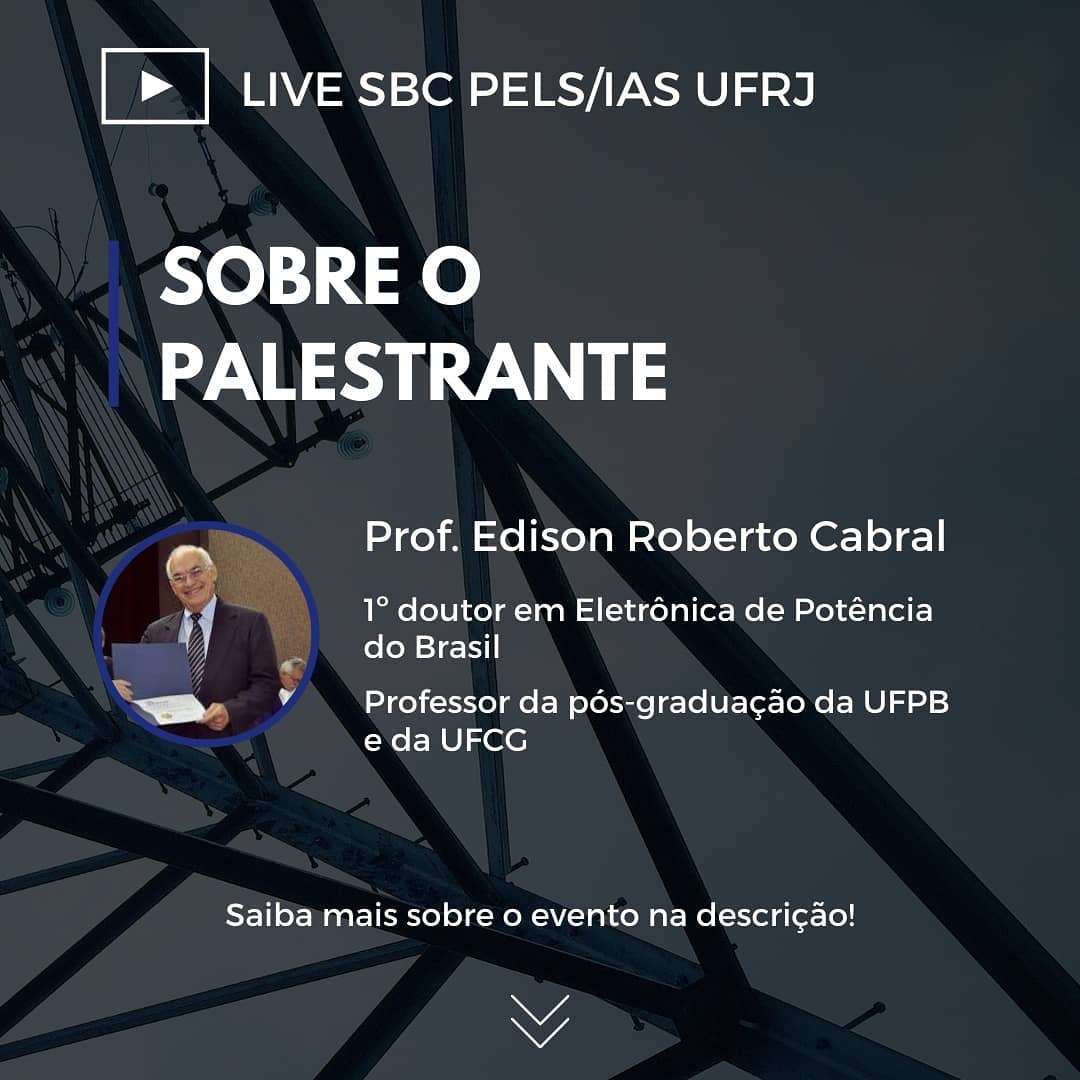 LIVE SBC PELS/IAS UFRJ
SOBRE O
PALESTRANTE
Prof. Edison Roberto Cabral
1º doutor em Eletrônica de Potência
do Brasil
Professor da pós-graduação da UFPB
e da UFCG
Saiba mais sobre o evento na descrição!